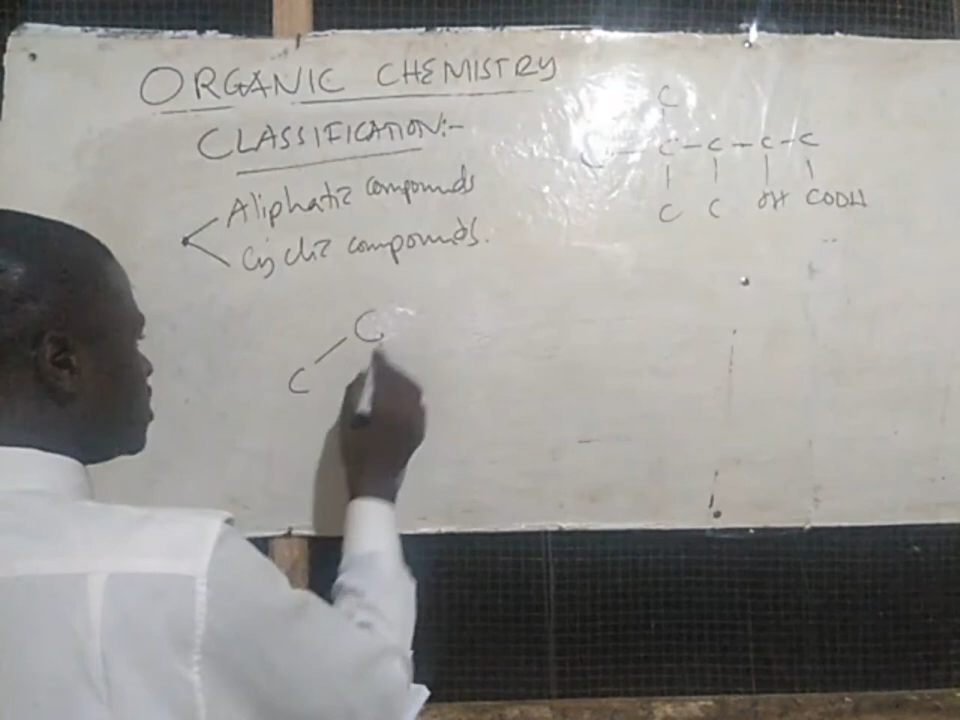 ORGANIC CHEMISTRY
CLASSIFICATION:-
Aliphatic compounds
Cyclic compounds.
C
C - C - C - C - C
C C OH COOH
C
C